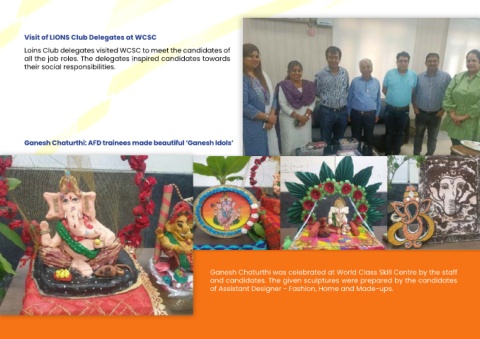 Visit of LIONS Club Delegates at WCSC
Loins Club delegates visited WCSC to meet the candidates of
all the job roles. The delegates inspired candidates towards
their social responsibilities.
Ganesh Chaturthi: AFD trainees made beautiful 'Ganesh Idols'
Ganesh Chaturthi was celebrated at World Class Skill Centre by the staff
and candidates. The given sculptures were prepared by the candidates
of Assistant Designer - Fashion, Home and Made-ups.